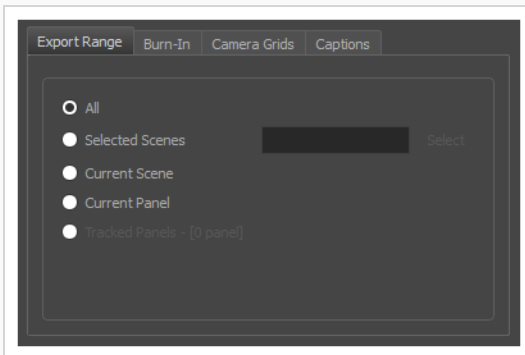 Export Range Burn-In Camera Grids Captions
All
Selected Scenes Select
Current Scene
Current Panel
Tracked Panels - [0 panel]